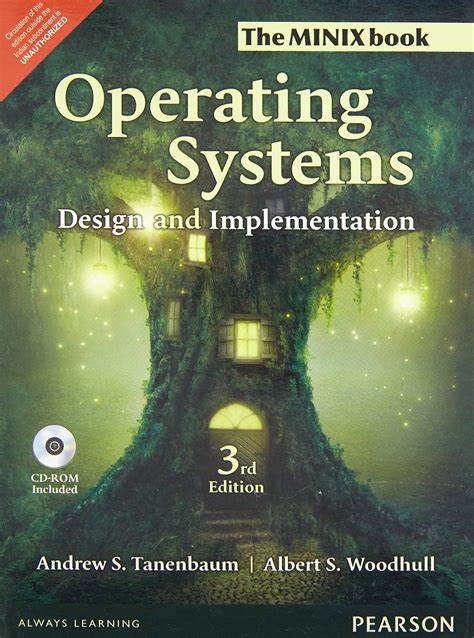 Circulation of this
edition outside the
Indian subcontinent is
UNAUTHORIZED
The MINIX book
Operating
Systems
Design and Implementation
CD-ROM
Included
3rd
Edition
Andrew S. Tanenbaum | Albert S. Woodhull
ALWAYS LEARNING
PEARSON